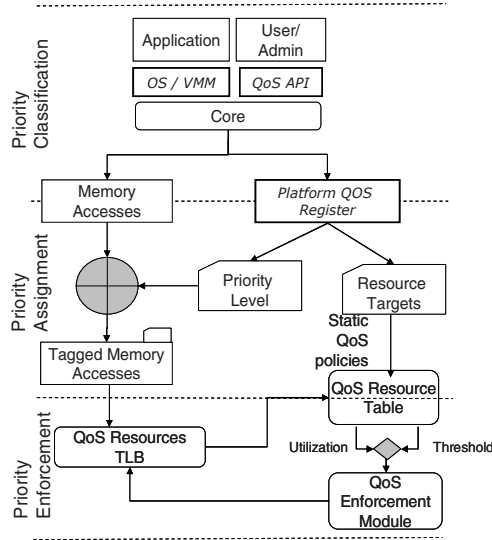 Application
User/
Admin
OS / VMM
QoS API
Core
Priority
Classification
Memory
Accesses
Platform QOS
Register
Priority
Assignment
Priority
Level
Resource
Targets
Static
QoS
policies
Tagged Memory
Accesses
QoS Resource
Table
Priority
Enforcement
QoS Resources
TLB
Utilization
Threshold
QoS
Enforcement
Module